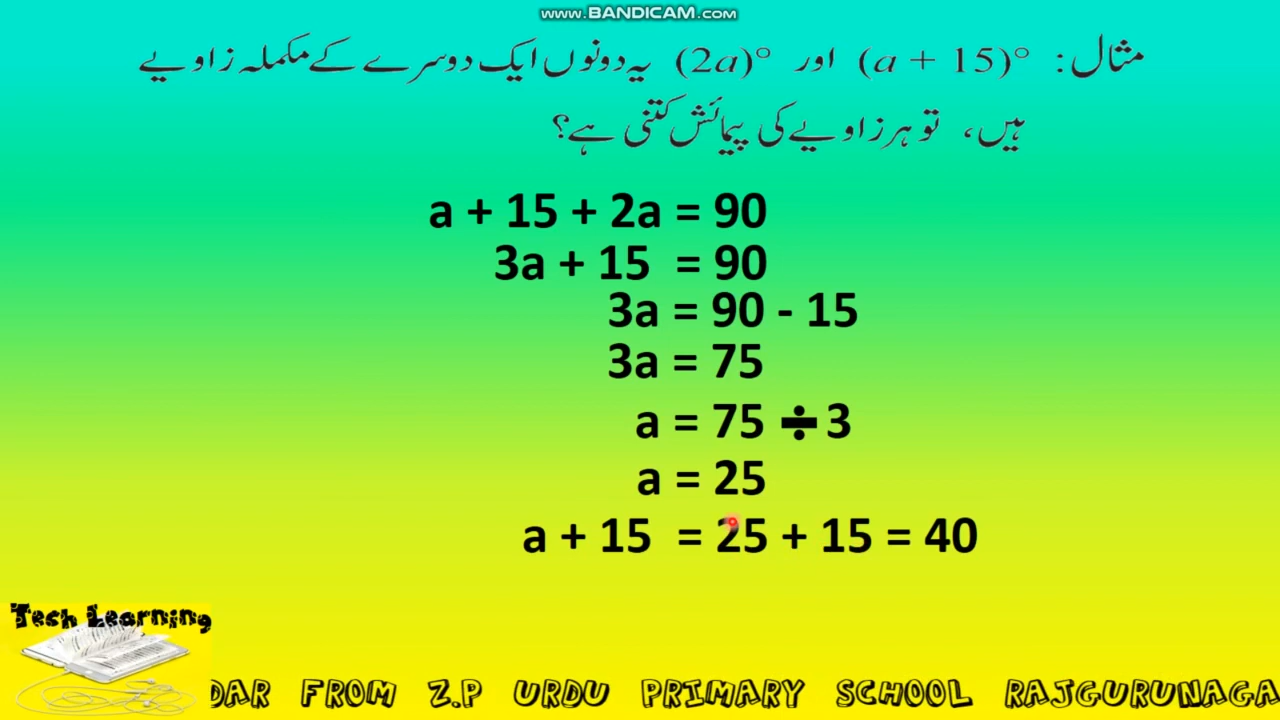 www.BANDICAM.com
مثال: (a + 15)° اور (2a)° یہ دونوں ایک دوسرے کے مکملہ زاویے
ہیں، تو ہر زاویے کی پیمائش کتنی ہے؟
a + 15 + 2a = 90
3a + 15 = 90
3a = 90 - 15
3a = 75
a = 75 ÷ 3
a = 25
a + 15 = 25 + 15 = 40
Tech Learning
DAR FROM Z.P URDU PRIMARY SCHOOL RAJGURUNAGA